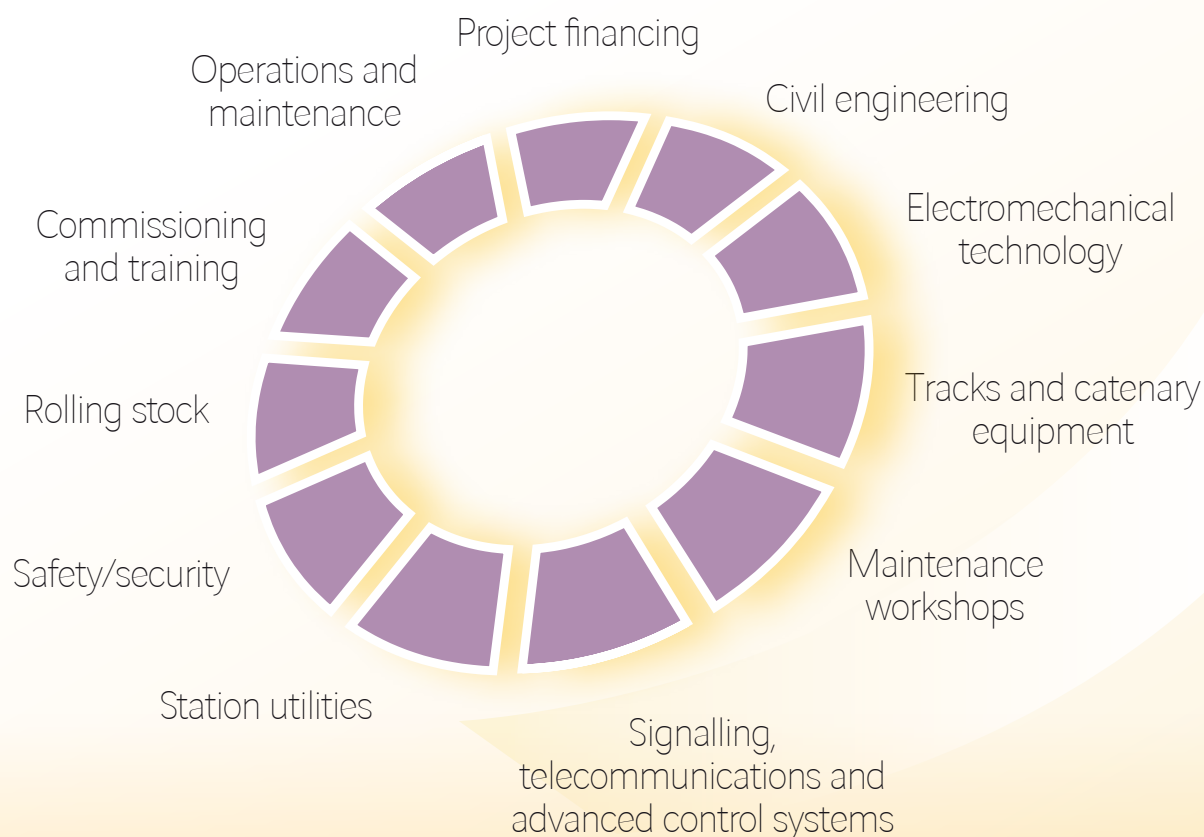 Project financing
Civil engineering
Electromechanical
technology
Tracks and catenary
equipment
Maintenance
workshops
Signalling,
telecommunications and
advanced control systems
Station utilities
Safety/security
Rolling stock
Commissioning
and training
Operations and
maintenance